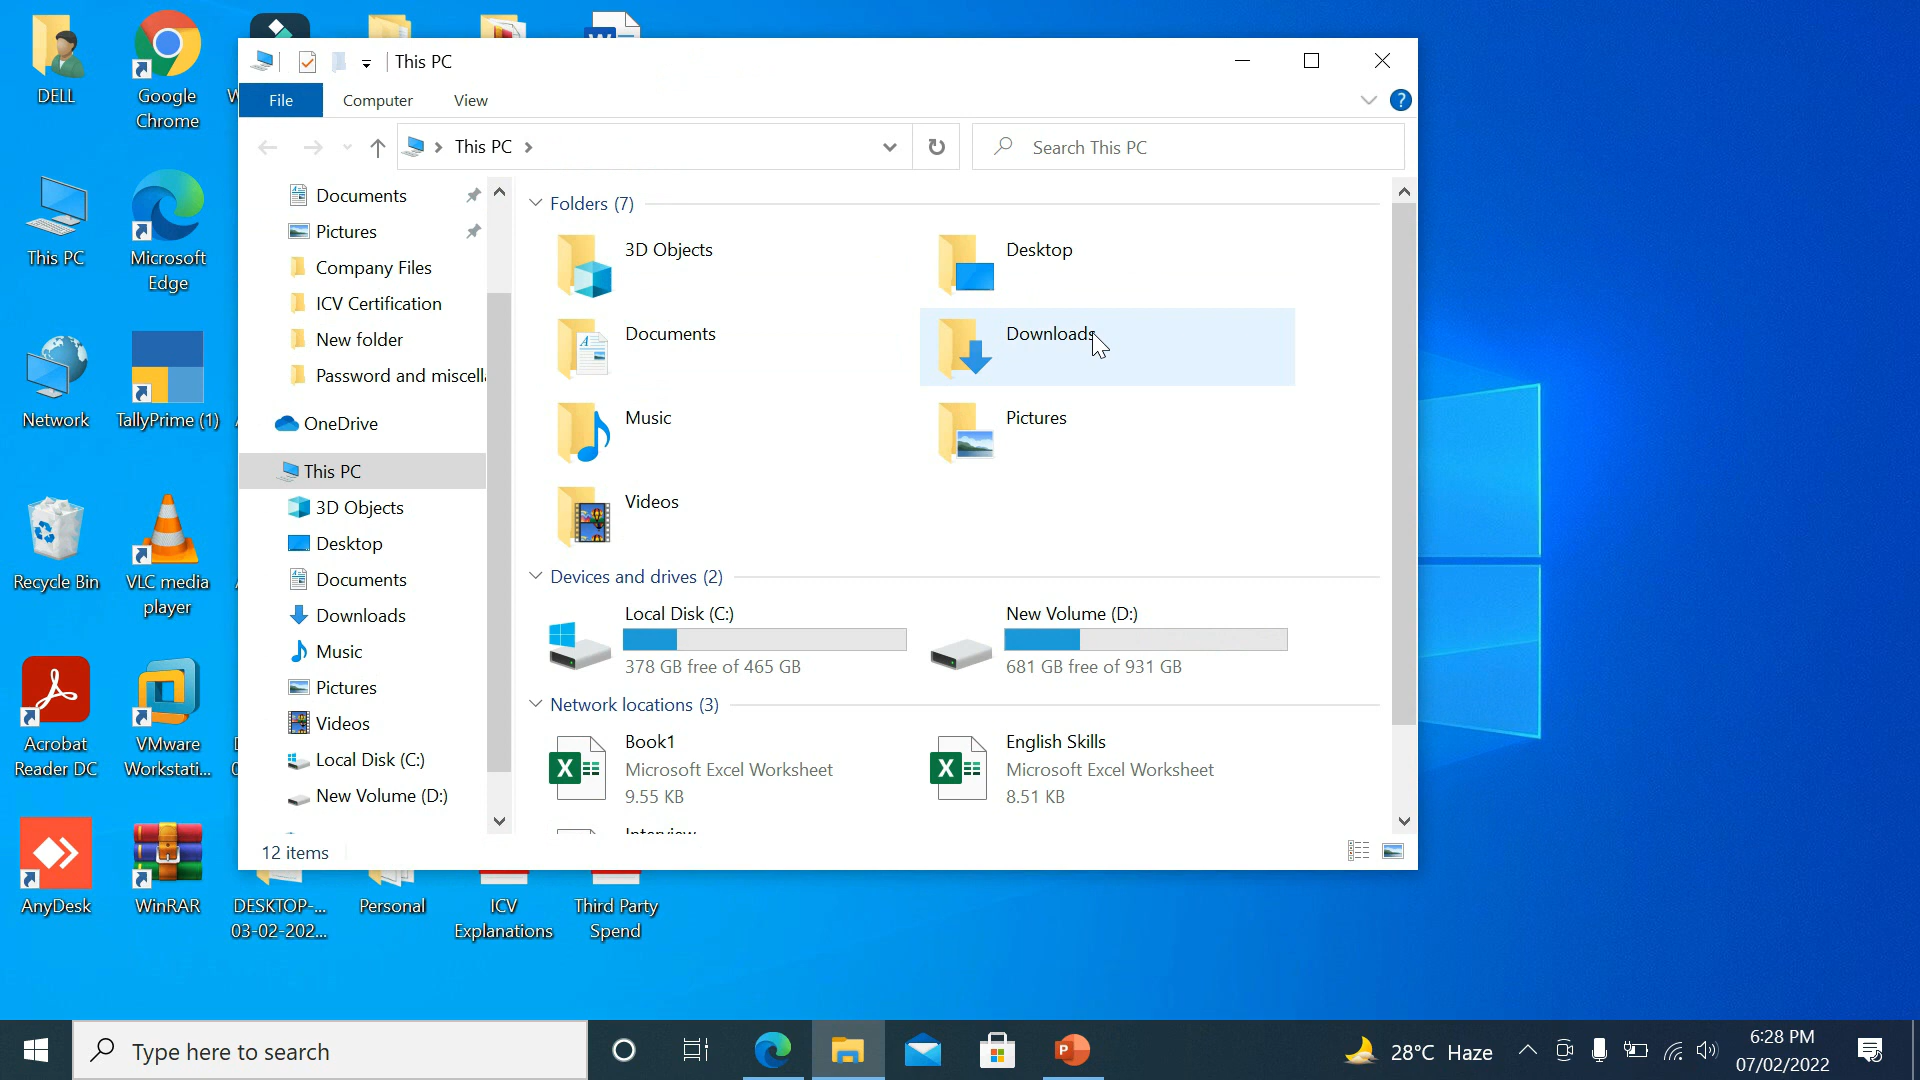 DELL
Google
Chrome
This PC
Microsoft
Edge
Network
TallyPrime (1)
Recycle Bin
VLC media
player
Acrobat
Reader DC
VMware
Workstati...
AnyDesk
WinRAR
DESKTOP-...
03-02-202...
Personal
ICV
Explanations
Third Party
Spend
This PC
File
Computer
View
?
This PC
Search This PC
Documents
Pictures
Company Files
ICV Certification
New folder
Password and miscella
OneDrive
This PC
3D Objects
Desktop
Documents
Downloads
Music
Pictures
Videos
Local Disk (C:)
New Volume (D:)
Folders (7)
3D Objects
Desktop
Documents
Downloads
Music
Pictures
Videos
Devices and drives (2)
Local Disk (C:)
378 GB free of 465 GB
New Volume (D:)
681 GB free of 931 GB
Network locations (3)
Book1
Microsoft Excel Worksheet
9.55 KB
English Skills
Microsoft Excel Worksheet
8.51 KB
Interview
12 items
Type here to search
28°C Haze
6:28 PM
07/02/2022